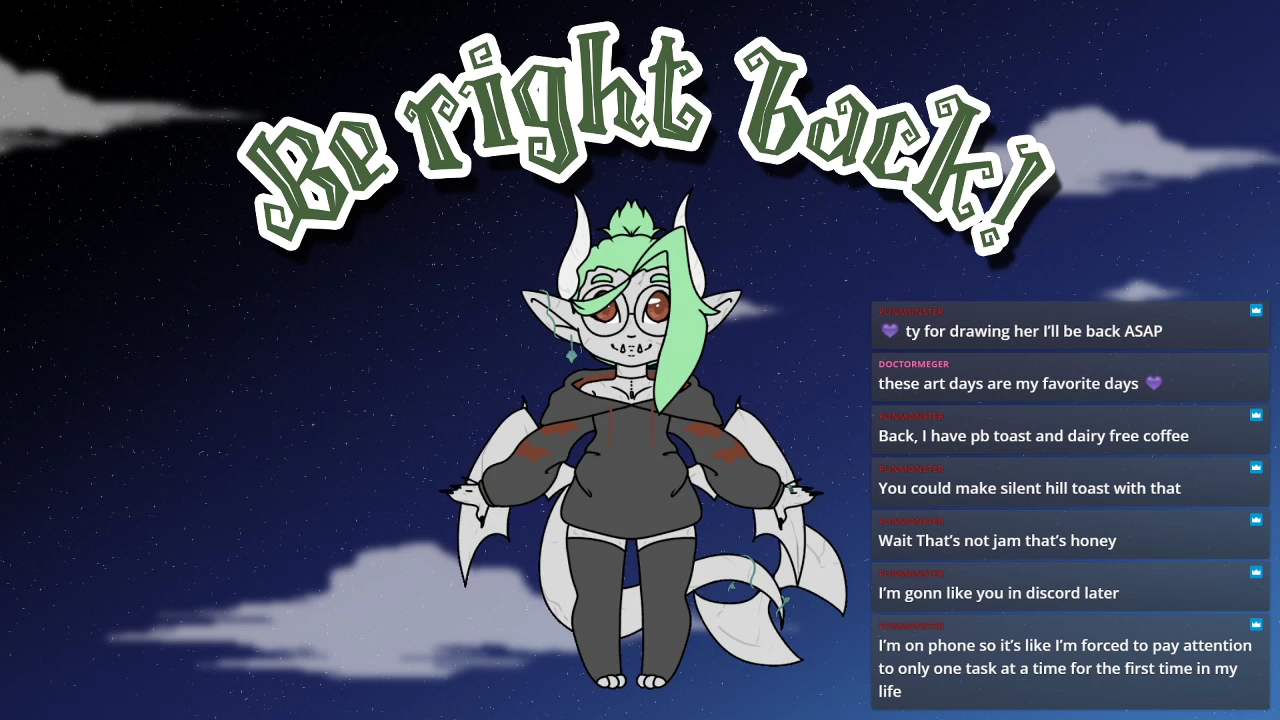 Be right back!
PUNMONSTER
💜 ty for drawing her I’ll be back ASAP
DOCTORMEGER
these art days are my favorite days 💜
PUNMONSTER
Back, I have pb toast and dairy free coffee
PUNMONSTER
You could make silent hill toast with that
PUNMONSTER
Wait That’s not jam that’s honey
PUNMONSTER
I’m gonn like you in discord later
PUNMONSTER
I’m on phone so it’s like I’m forced to pay attention
to only one task at a time for the first time in my
life